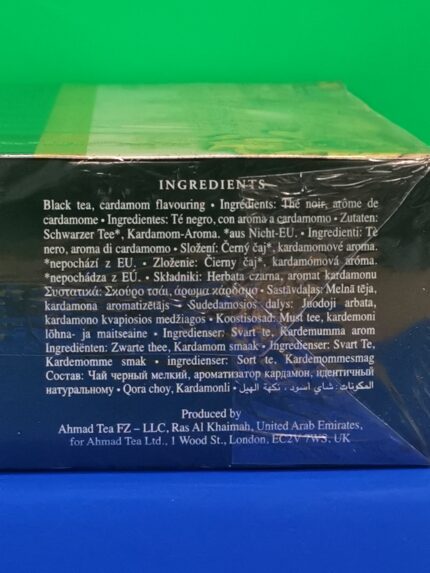 INGREDIENTS
Black tea, cardamom flavouring • Ingrédients: Thé noir, arôme de
cardamome • Ingredientes: Té negro, con aroma a cardamomo • Zutaten:
Schwarzer Tee*, Kardamom-Aroma. *aus Nicht-EU. • Ingredienti: Tè
nero, aroma di cardamomo • Složení: Černý čaj*, kardamomové aroma.
*nepochází z EU. • Zloženie: Čierny čaj*, kardamómová aróma.
*nepochádza z EÚ. • Składniki: Herbata czarna, aromat kardamonu
Συστατικά: Σκούρο τσάι, άρωμα κάρδαμο • Sastāvdaļas: Melnā tēja,
kardamona aromatizētājs • Sudedamosios dalys: Juodoji arbata,
kardamono kvapiosios medžiagos • Koostisosad: Must tee, kardemoni
lõhna- ja maitseaine • Ingredienser: Svart te, Kardemumma arom
Ingrediënten: Zwarte thee, Kardamom smaak • Ingredienser: Svart Te,
Kardemomme smak • ingredienser: Sort te, Kardemommesmag
Состав: Чай черный мелкий, ароматизатор кардамон, идентичный
натуральному • Qora choy, Kardamonli • المكونات: شاي أسود ، نكهة الهيل
Produced by
Ahmad Tea FZ – LLC, Ras Al Khaimah, United Arab Emirates,
for Ahmad Tea Ltd., 1 Wood St., London, EC2V 7WS, UK